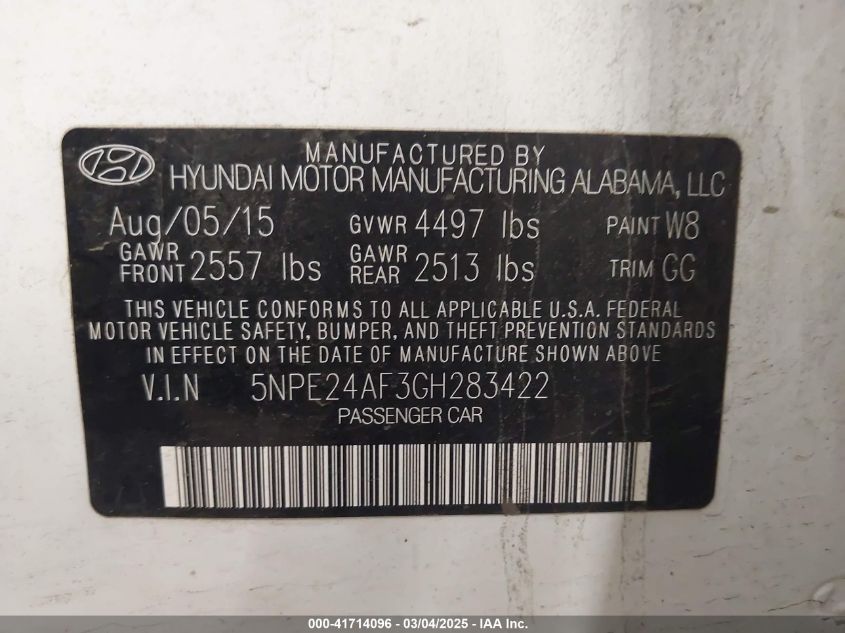 MANUFACTURED BY
HYUNDAI MOTOR MANUFACTURING ALABAMA, LLC
Aug/05/15 GVWR 4497 lbs PAINT W8
GAWR FRONT 2557 lbs GAWR REAR 2513 lbs TRIM GG
THIS VEHICLE CONFORMS TO ALL APPLICABLE U.S.A. FEDERAL
MOTOR VEHICLE SAFETY, BUMPER, AND THEFT PREVENTION STANDARDS
IN EFFECT ON THE DATE OF MANUFACTURE SHOWN ABOVE
V.I.N 5NPE24AF3GH283422
PASSENGER CAR
000-41714096 - 03/04/2025 - IAA Inc.